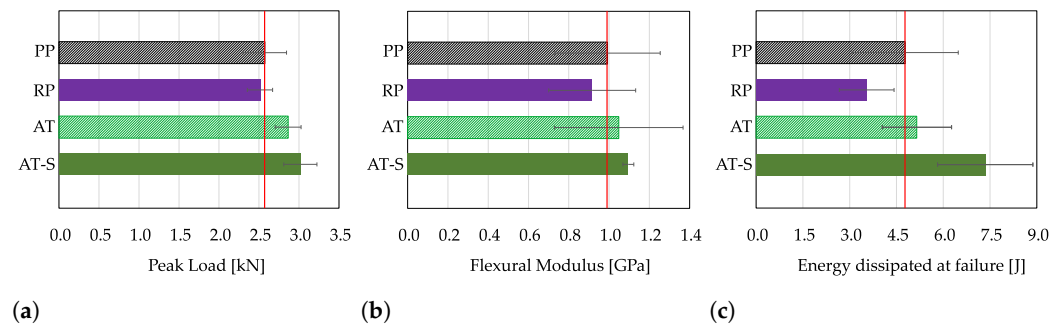 PP
RP
AT
AT-S
0.0 0.5 1.0 1.5 2.0 2.5 3.0 3.5
Peak Load [kN]
(a)
PP
RP
AT
AT-S
0.0 0.2 0.4 0.6 0.8 1.0 1.2 1.4
Flexural Modulus [GPa]
(b)
PP
RP
AT
AT-S
0.0 1.5 3.0 4.5 6.0 7.5 9.0
Energy dissipated at failure [J]
(c)